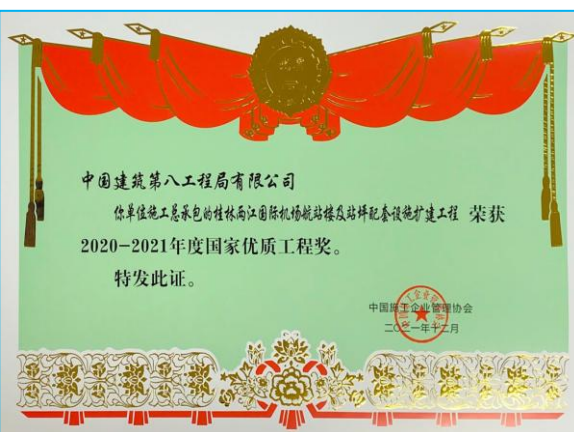 中国建筑第八工程局有限公司
你单位施工总承包的桂林两江国际机场航站楼及站坪配套设施扩建工程 荣获
2020-2021年度国家优质工程奖。
特发此证。
中国施工企业管理协会
二〇二一年十二月